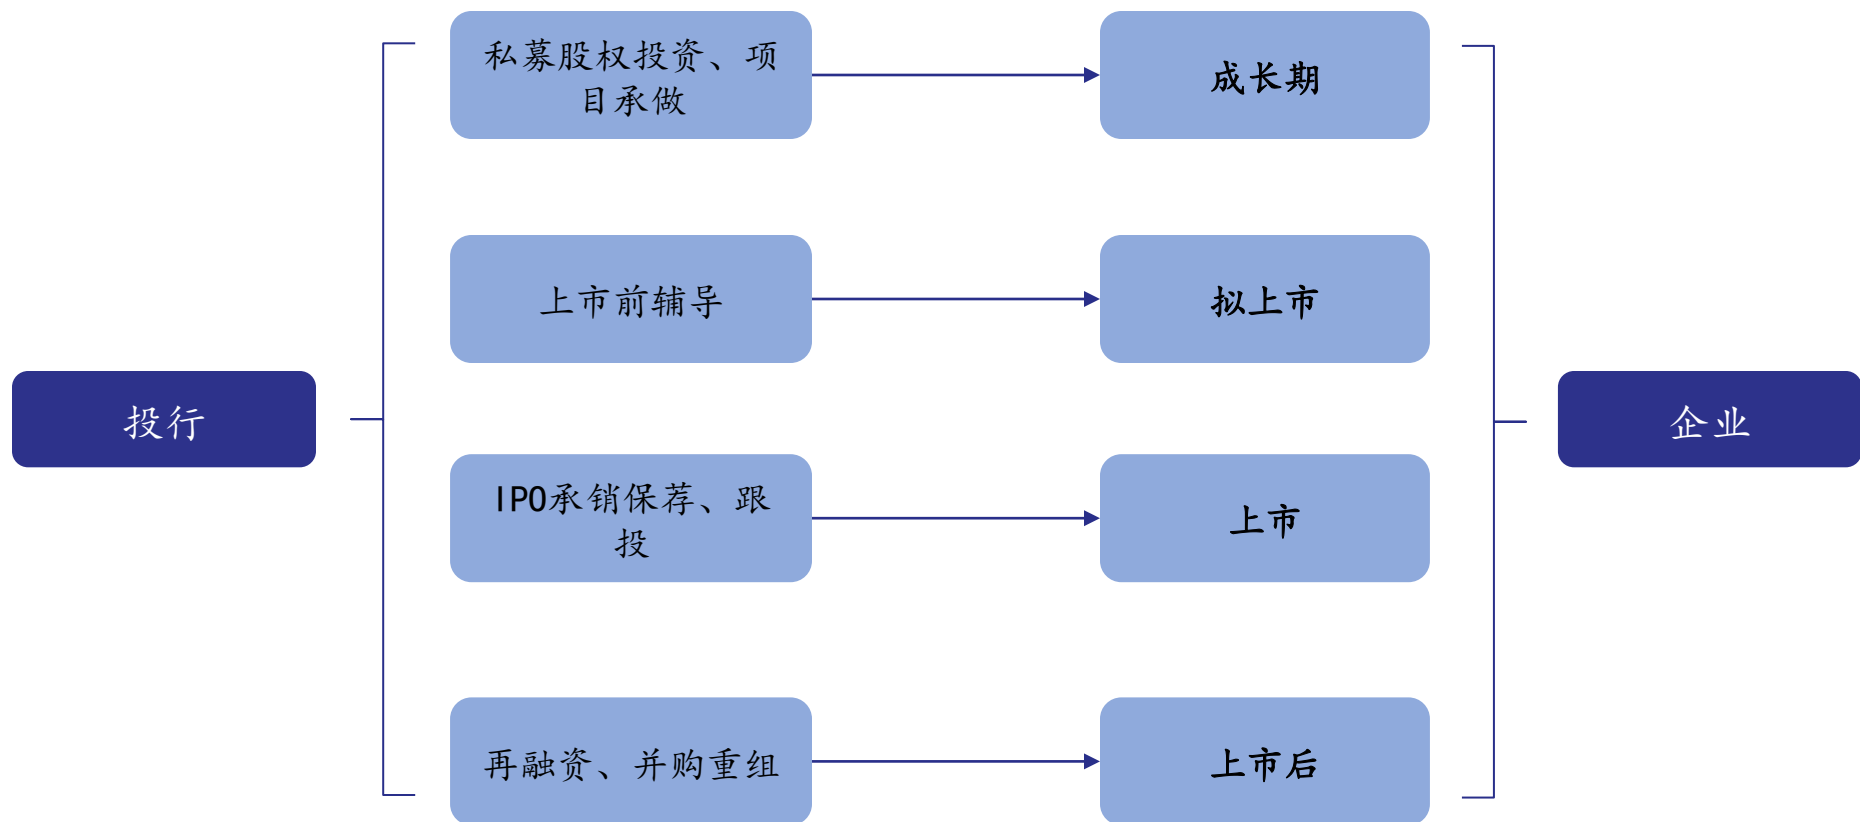 私募股权投资、项
目承做
成长期
上市前辅导
拟上市
投行
企业
IPO承销保荐、跟
投
上市
再融资、并购重组
上市后